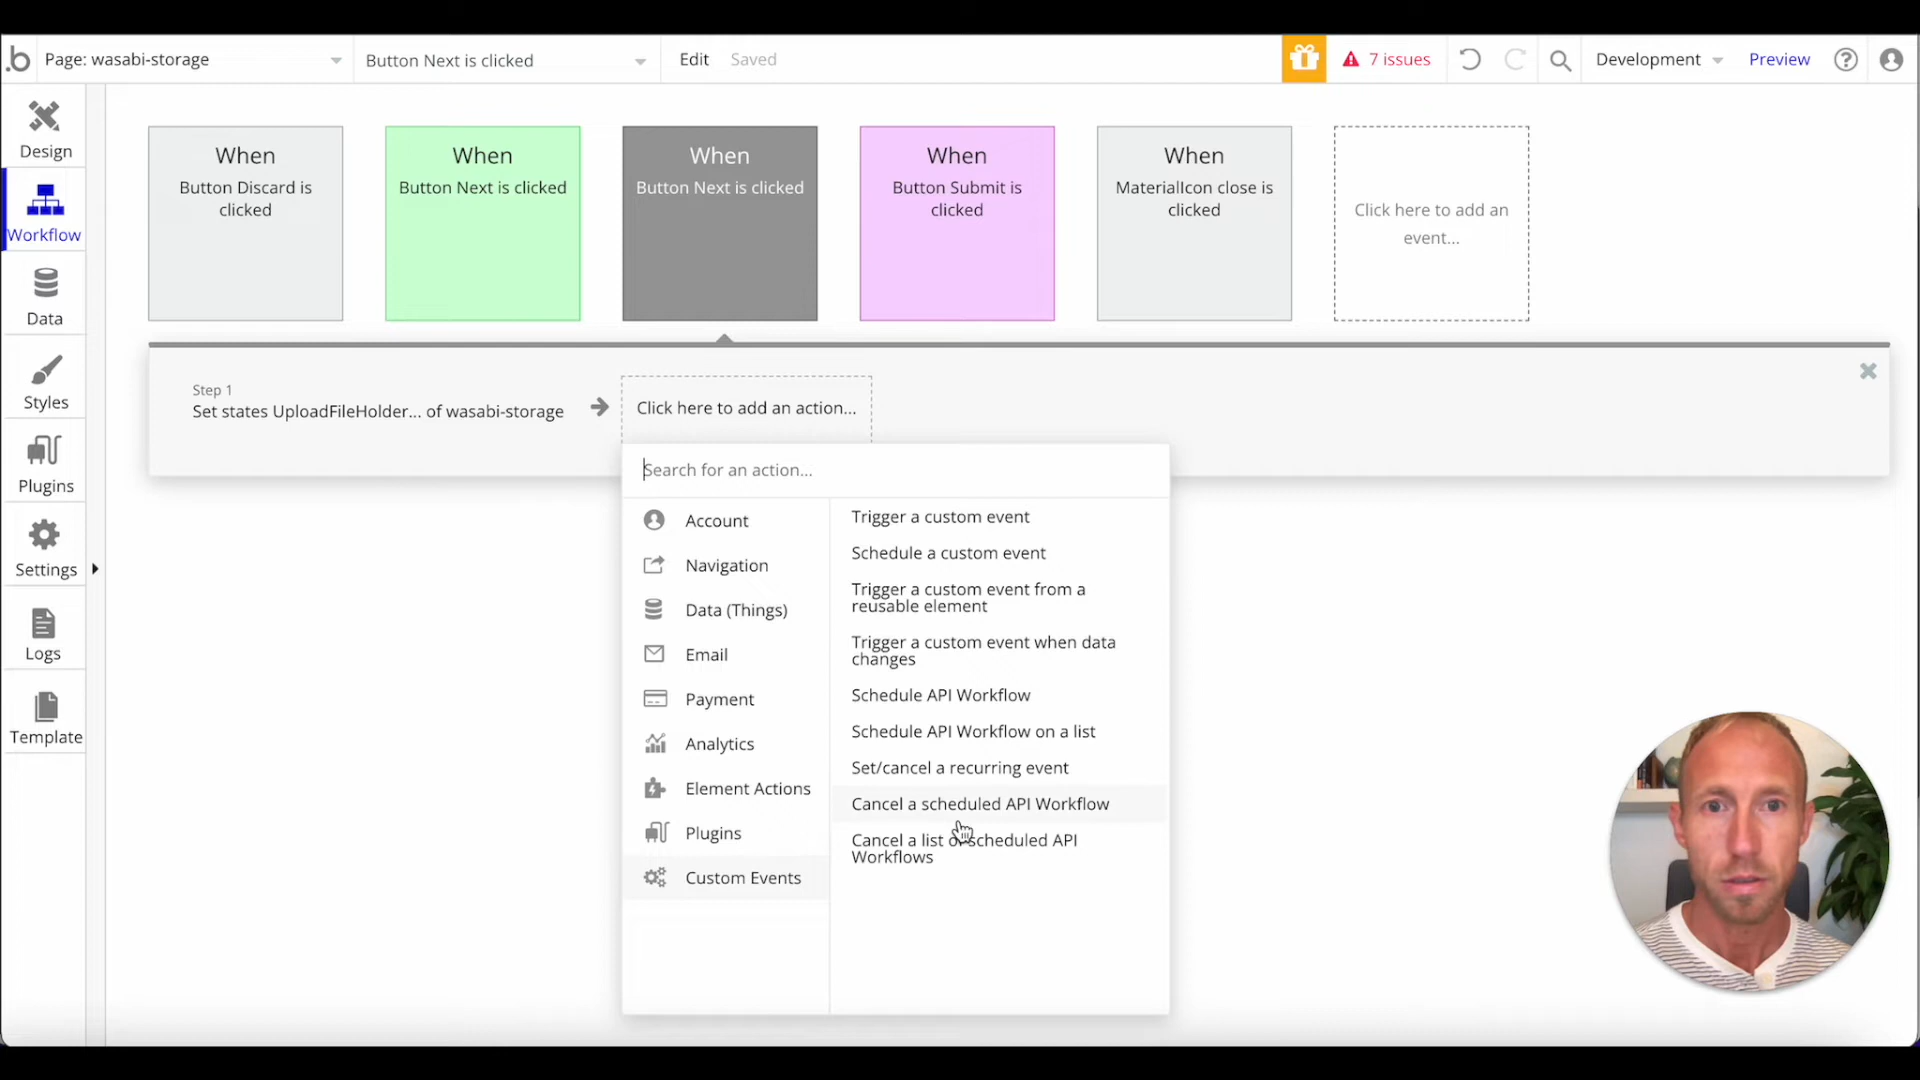 Page: wasabi-storage
Button Next is clicked
Edit
Saved
7 issues
Development
Preview
Design
Workflow
Data
Styles
Plugins
Settings
Logs
Template
When
Button Discard is
clicked
When
Button Next is clicked
When
Button Next is clicked
When
Button Submit is
clicked
When
MaterialIcon close is
clicked
Click here to add an
event...
Step 1
Set states UploadFileHolder... of wasabi-storage
Click here to add an action...
Search for an action...
Account
Navigation
Data (Things)
Email
Payment
Analytics
Element Actions
Plugins
Custom Events
Trigger a custom event
Schedule a custom event
Trigger a custom event from a
reusable element
Trigger a custom event when data
changes
Schedule API Workflow
Schedule API Workflow on a list
Set/cancel a recurring event
Cancel a scheduled API Workflow
Cancel a list of scheduled API
Workflows